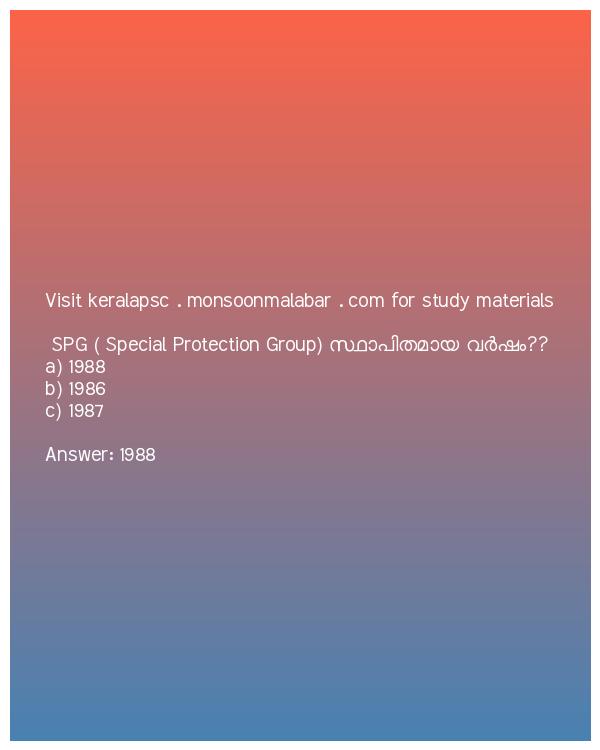 Visit keralapsc . monsoonmalabar . com for study materials
SPG ( Special Protection Group) സ്ഥാപിതമായ വർഷം??
a) 1988
b) 1986
c) 1987
Answer: 1988